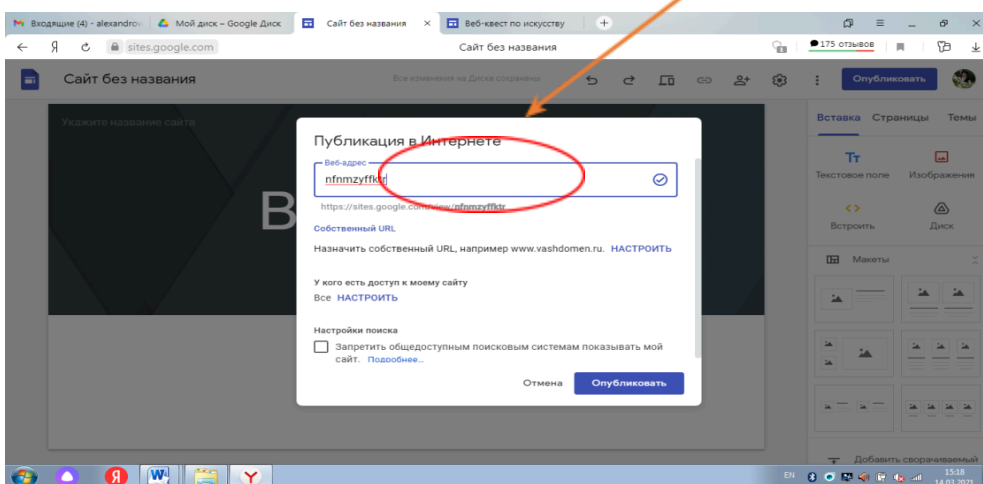 Входящие (4) - alexandrov Мой диск – Google Диск Сайт без названия Веб-квест по искусству
Я sites.google.com Сайт без названия 175 отзывов
Сайт без названия Все изменения на Диске сохранены Опубликовать
Укажите название сайта
Вставка Страницы Темы
Публикация в Интернете
Веб-адрес
nfnmzyffktr
https://sites.google.com/view/nfnmzyffktr
Собственный URL
Назначить собственный URL, например www.vashdomen.ru. НАСТРОИТЬ
У кого есть доступ к моему сайту
Все НАСТРОИТЬ
Настройки поиска
Запретить общедоступным поисковым системам показывать мой
сайт. Подробнее...
Отмена Опубликовать
В
Тт
Текстовое поле Изображения
Встроить Диск
Макеты
Добавить сворачиваемый
Я W Y EN 15:18
14.03.2021